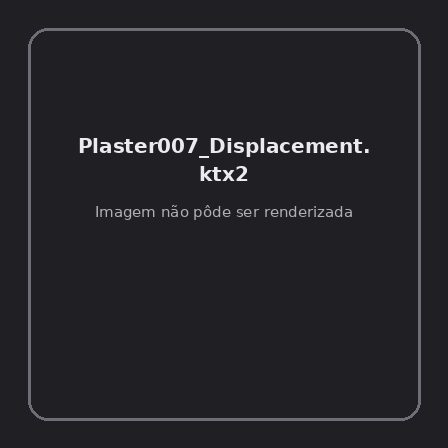 Plaster007_Displacement.
ktx2
Imagem não pôde ser renderizada